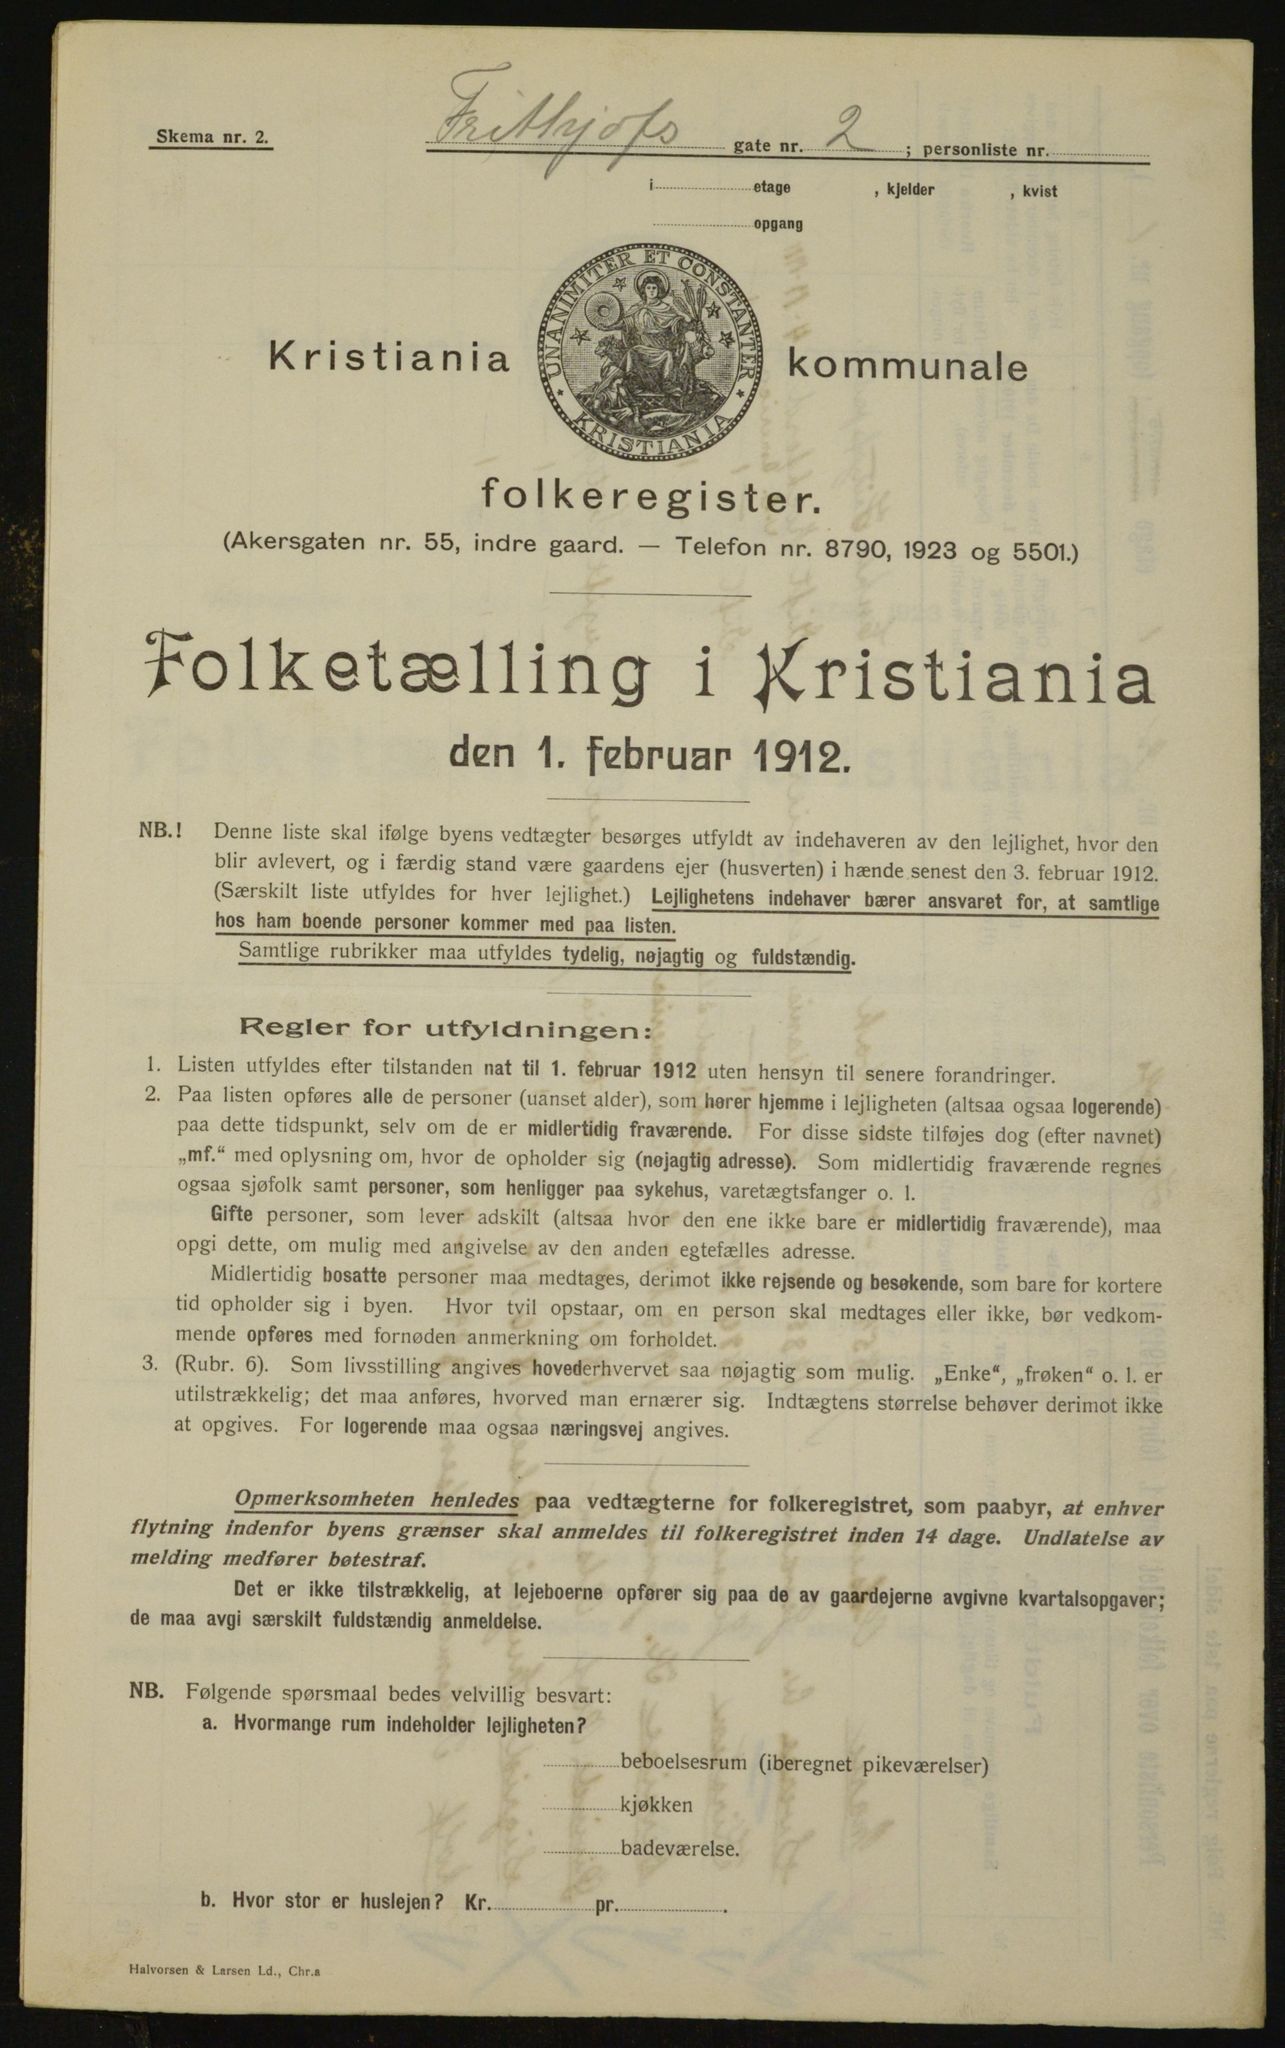 Skema nr. 2.
Frithjofs gate nr. 2 ; personliste nr.
i etage , kjelder , kvist
opgang
UNANIMITER ET CONSTANTER
KRISTIANIA
Kristiania kommunale
folkeregister.
(Akersgaten nr. 55, indre gaard. — Telefon nr. 8790, 1923 og 5501.)
Folketælling i Kristiania
den 1. februar 1912.
NB.! Denne liste skal ifølge byens vedtægter besørges utfyldt av indehaveren av den lejlighet, hvor den
blir avlevert, og i færdig stand være gaardens ejer (husverten) i hænde senest den 3. februar 1912.
(Særskilt liste utfyldes for hver lejlighet.) Lejlighetens indehaver bærer ansvaret for, at samtlige
hos ham boende personer kommer med paa listen.
Samtlige rubrikker maa utfyldes tydelig, nøjagtig og fuldstændig.
Regler for utfyldningen:
1. Listen utfyldes efter tilstanden nat til 1. februar 1912 uten hensyn til senere forandringer.
2. Paa listen opføres alle de personer (uanset alder), som hører hjemme i lejligheten (altsaa ogsaa logerende)
paa dette tidspunkt, selv om de er midlertidig fraværende. For disse sidste tilføjes dog (efter navnet)
„mf.“ med oplysning om, hvor de opholder sig (nøjagtig adresse). Som midlertidig fraværende regnes
ogsaa sjøfolk samt personer, som henligger paa sykehus, varetægtsfanger o. l.
Gifte personer, som lever adskilt (altsaa hvor den ene ikke bare er midlertidig fraværende), maa
opgi dette, om mulig med angivelse av den anden egtefælles adresse.
Midlertidig bosatte personer maa medtages, derimot ikke rejsende og besøkende, som bare for kortere
tid opholder sig i byen. Hvor tvil opstaar, om en person skal medtages eller ikke, bør vedkom-
mende opføres med fornøden anmerkning om forholdet.
3. (Rubr. 6). Som livsstilling angives hovederhvervet saa nøjagtig som mulig. „Enke“, „frøken“ o. l. er
utilstrækkelig; det maa anføres, hvorved man ernærer sig. Indtægtens størrelse behøver derimot ikke
at opgives. For logerende maa ogsaa næringsvej angives.
Opmerksomheten henledes paa vedtægterne for folkeregistret, som paabyr, at enhver
flytning indenfor byens grænser skal anmeldes til folkeregistret inden 14 dage. Undlatelse av
melding medfører bøtestraf.
Det er ikke tilstrækkelig, at lejeboerne opfører sig paa de av gaardejerne avgivne kvartalsopgaver;
de maa avgi særskilt fuldstændig anmeldelse.
NB. Følgende spørsmaal bedes velvillig besvart:
a. Hvormange rum indeholder lejligheten?
beboelsesrum (iberegnet pikeværelser)
kjøkken
badeværelse.
b. Hvor stor er huslejen? Kr. pr. .
Halvorsen & Larsen Ld., Chr.a